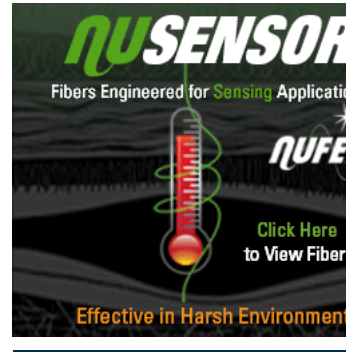 NUSENSOR
Fibers Engineered for Sensing Applicatio
NUFE
Click Here
to View Fiber
Effective in Harsh Environment